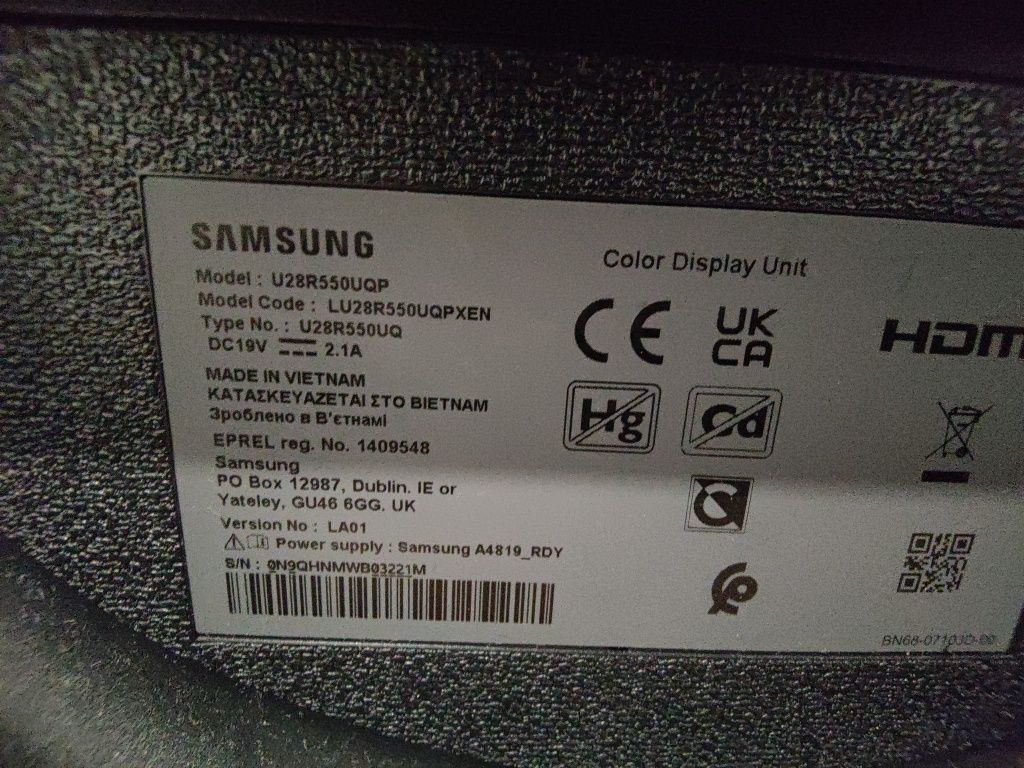 SAMSUNG
Model : U28R550UQP
Model Code : LU28R550UQPXEN
Type No. : U28R550UQ
DC19V 2.1A
MADE IN VIETNAM
ΚΑΤΑΣΚΕΥΑΖΕΤΑΙ ΣΤΟ ΒΙΕΤΝΑΜ
Зроблено в В'єтнамі
EPREL reg. No. 1409548
Samsung
PO Box 12987, Dublin. IE or
Yateley, GU46 6GG. UK
Version No : LA01
Power supply : Samsung A4819_RDY
S/N : 0N9QHNMWB03221M
Color Display Unit
CE
UK
CA
HDMI
Hg
Cd